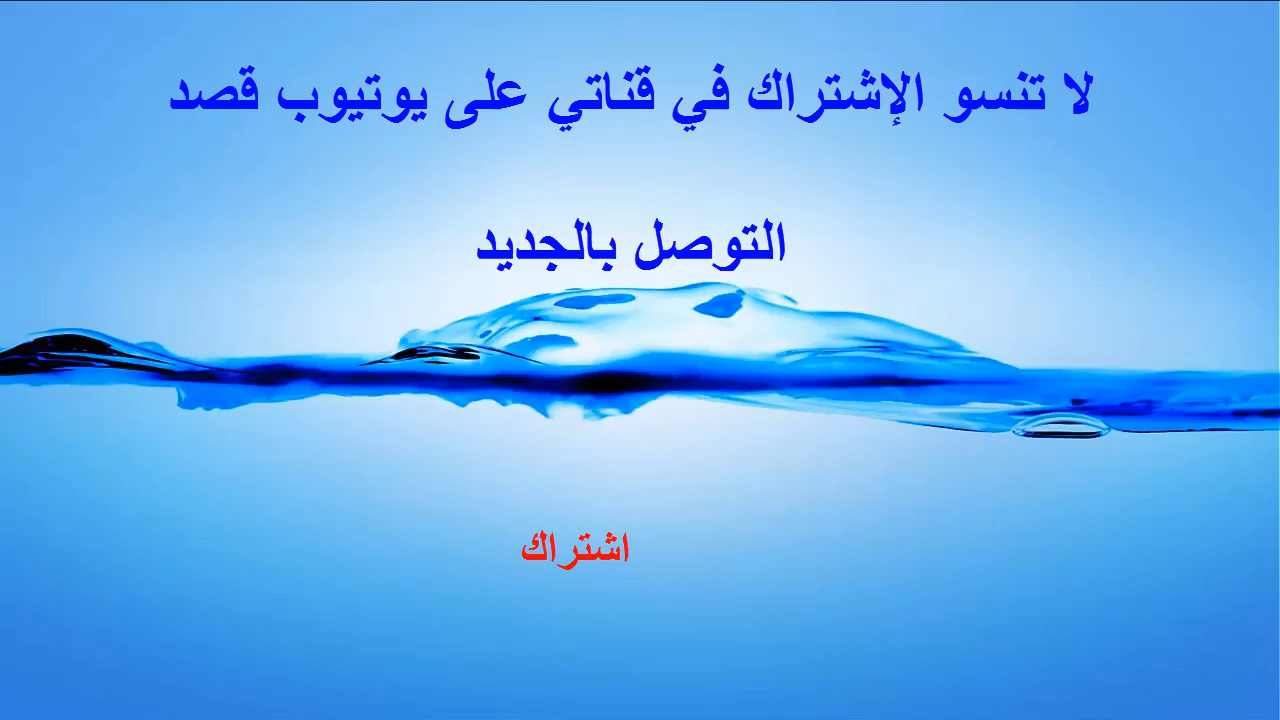 لا تنسو الإشتراك في قناتي على يوتيوب قصد
التوصل بالجديد
اشتراك